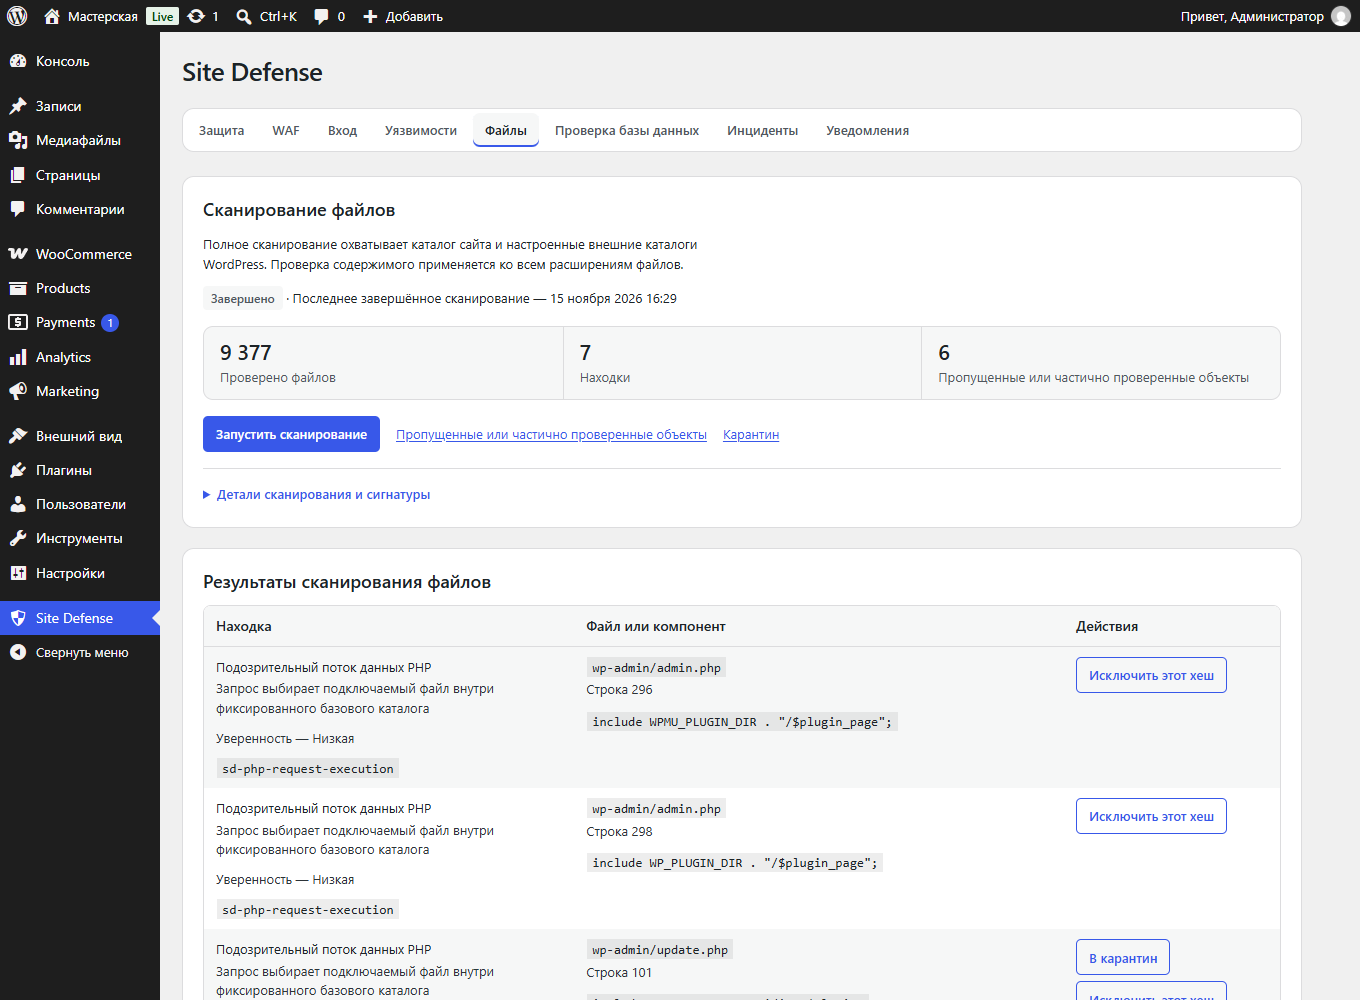 Мастерская Live 1 Ctrl+K 0 Добавить Привет, Администратор
Консоль
Записи
Медиафайлы
Страницы
Комментарии
WooCommerce
Products
Payments 1
Analytics
Marketing
Внешний вид
Плагины
Пользователи
Инструменты
Настройки
Site Defense
Свернуть меню
Site Defense
Защита WAF Вход Уязвимости Файлы Проверка базы данных Инциденты Уведомления
Сканирование файлов
Полное сканирование охватывает каталог сайта и настроенные внешние каталоги
WordPress. Проверка содержимого применяется ко всем расширениям файлов.
Завершено · Последнее завершённое сканирование — 15 ноября 2026 16:29
9 377
Проверено файлов
7
Находки
6
Пропущенные или частично проверенные объекты
Запустить сканирование Пропущенные или частично проверенные объекты Карантин
Детали сканирования и сигнатуры
Результаты сканирования файлов
Находка Файл или компонент Действия
Подозрительный поток данных PHP
Запрос выбирает подключаемый файл внутри
фиксированного базового каталога
Уверенность — Низкая
sd-php-request-execution
wp-admin/admin.php
Строка 296
include WPMU_PLUGIN_DIR . "/$plugin_page";
Исключить этот хеш
Подозрительный поток данных PHP
Запрос выбирает подключаемый файл внутри
фиксированного базового каталога
Уверенность — Низкая
sd-php-request-execution
wp-admin/admin.php
Строка 298
include WP_PLUGIN_DIR . "/$plugin_page";
Исключить этот хеш
Подозрительный поток данных PHP
Запрос выбирает подключаемый файл внутри
фиксированного базового каталога
wp-admin/update.php
Строка 101
В карантин
Исключить этот хеш